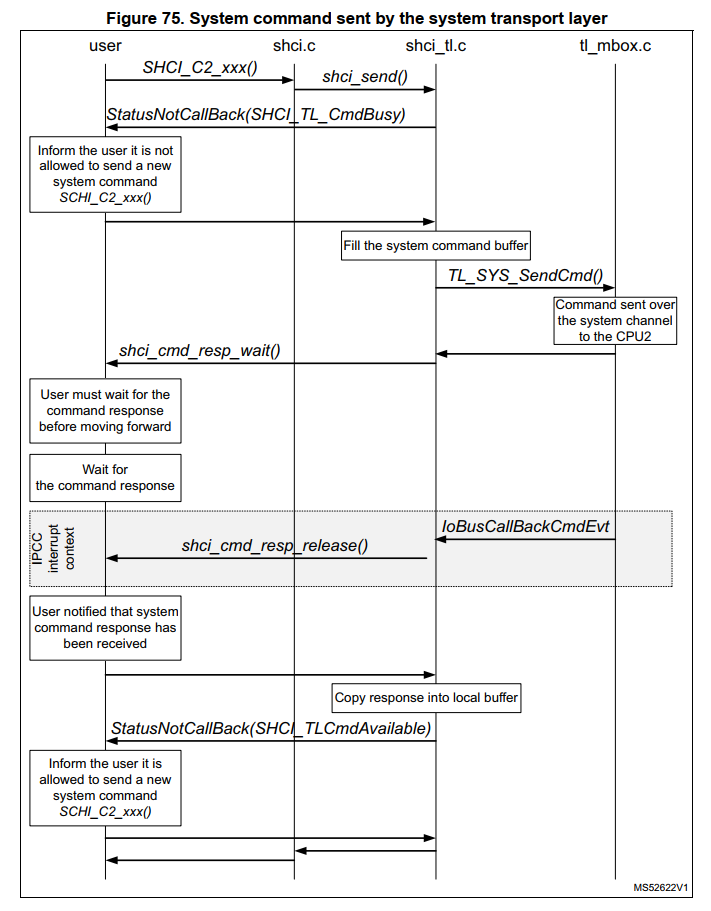 Figure 75. System command sent by the system transport layer
user
shci.c
shci_tl.c
tl_mbox.c
SHCI_C2_xxx()
shci_send()
StatusNotCallBack(SHCI_TL_CmdBusy)
Inform the user it is not
allowed to send a new
system command
SCHI_C2_xxx()
Fill the system command buffer
TL_SYS_SendCmd()
Command sent over
the system channel
to the CPU2
shci_cmd_resp_wait()
User must wait for the
command response
before moving forward
Wait for
the command response
IPCC
interrupt
context
IoBusCallBackCmdEvt
shci_cmd_resp_release()
User notified that system
command response has
been received
Copy response into local buffer
StatusNotCallBack(SHCI_TLCmdAvailable)
Inform the user it is
allowed to send a new
system command
SCHI_C2_xxx()
MS52622V1